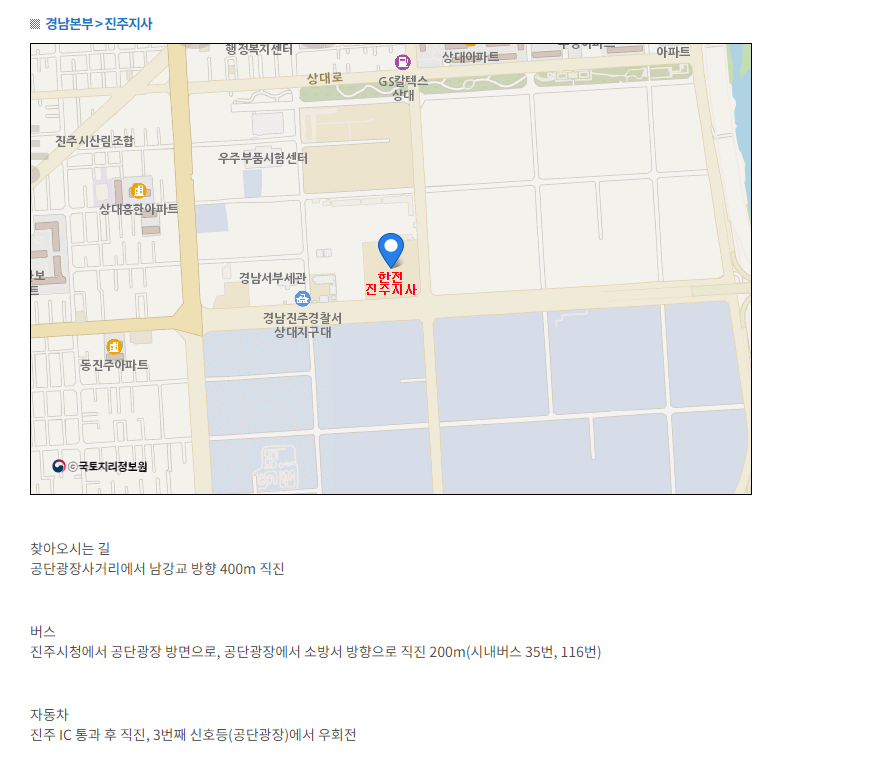 경남본부 > 진주지사
행정복지센터
상대아파트
아파트
상대로
GS칼텍스
상대
진주시산림조합
우주부품시험센터
상대흥한아파트
한전
진주지사
경남서부세관
경남진주경찰서
상대지구대
동진주아파트
©국토지리정보원
찾아오시는 길
공단광장사거리에서 남강교 방향 400m 직진
버스
진주시청에서 공단광장 방면으로, 공단광장에서 소방서 방향으로 직진 200m(시내버스 35번, 116번)
자동차
진주 IC 통과 후 직진, 3번째 신호등(공단광장)에서 우회전